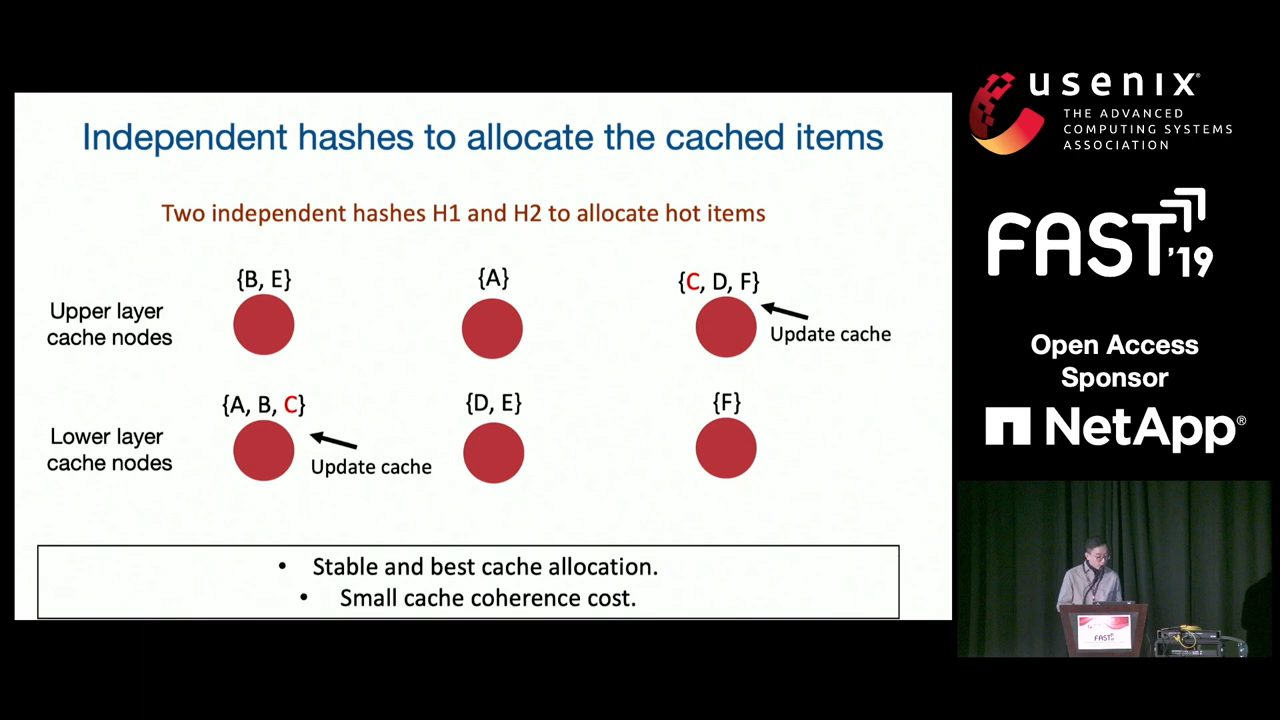 Independent hashes to allocate the cached items
Two independent hashes H1 and H2 to allocate hot items
{B, E}
{A}
{C, D, F}
Upper layer
cache nodes
Update cache
{A, B, C}
{D, E}
{F}
Lower layer
cache nodes
Update cache
• Stable and best cache allocation.
• Small cache coherence cost.
usenix®
THE ADVANCED
COMPUTING SYSTEMS
ASSOCIATION
FAST '19
Open Access
Sponsor
NetApp®
FAST